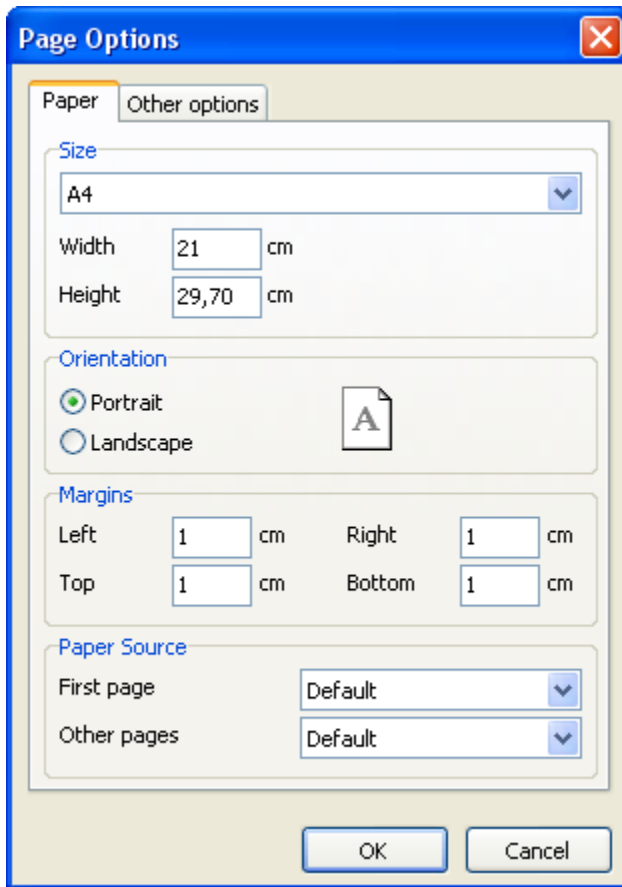 Page Options
Paper Other options
Size
A4
Width 21 cm
Height 29,70 cm
Orientation
Portrait
A
Landscape
Margins
Left 1 cm Right 1 cm
Top 1 cm Bottom 1 cm
Paper Source
First page Default
Other pages Default
OK Cancel